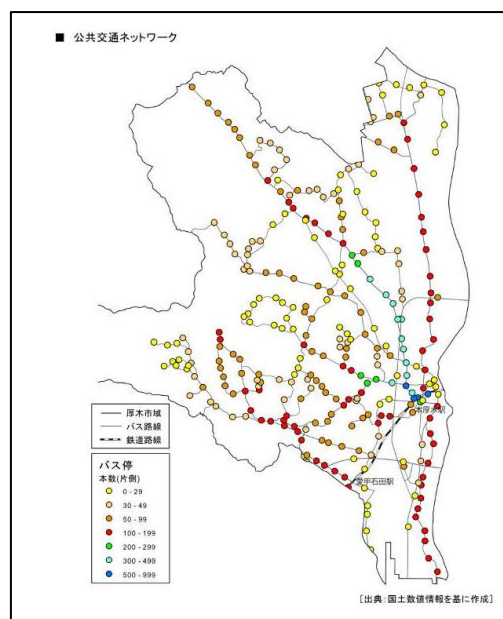 ■ 公共交通ネットワーク
本厚木駅
愛甲石田駅
厚木市域
バス路線
鉄道路線
バス停
本数(片側)
0 - 29
30 - 49
50 - 99
100 - 199
200 - 299
300 - 499
500 - 999
[出典:国土数値情報を基に作成]